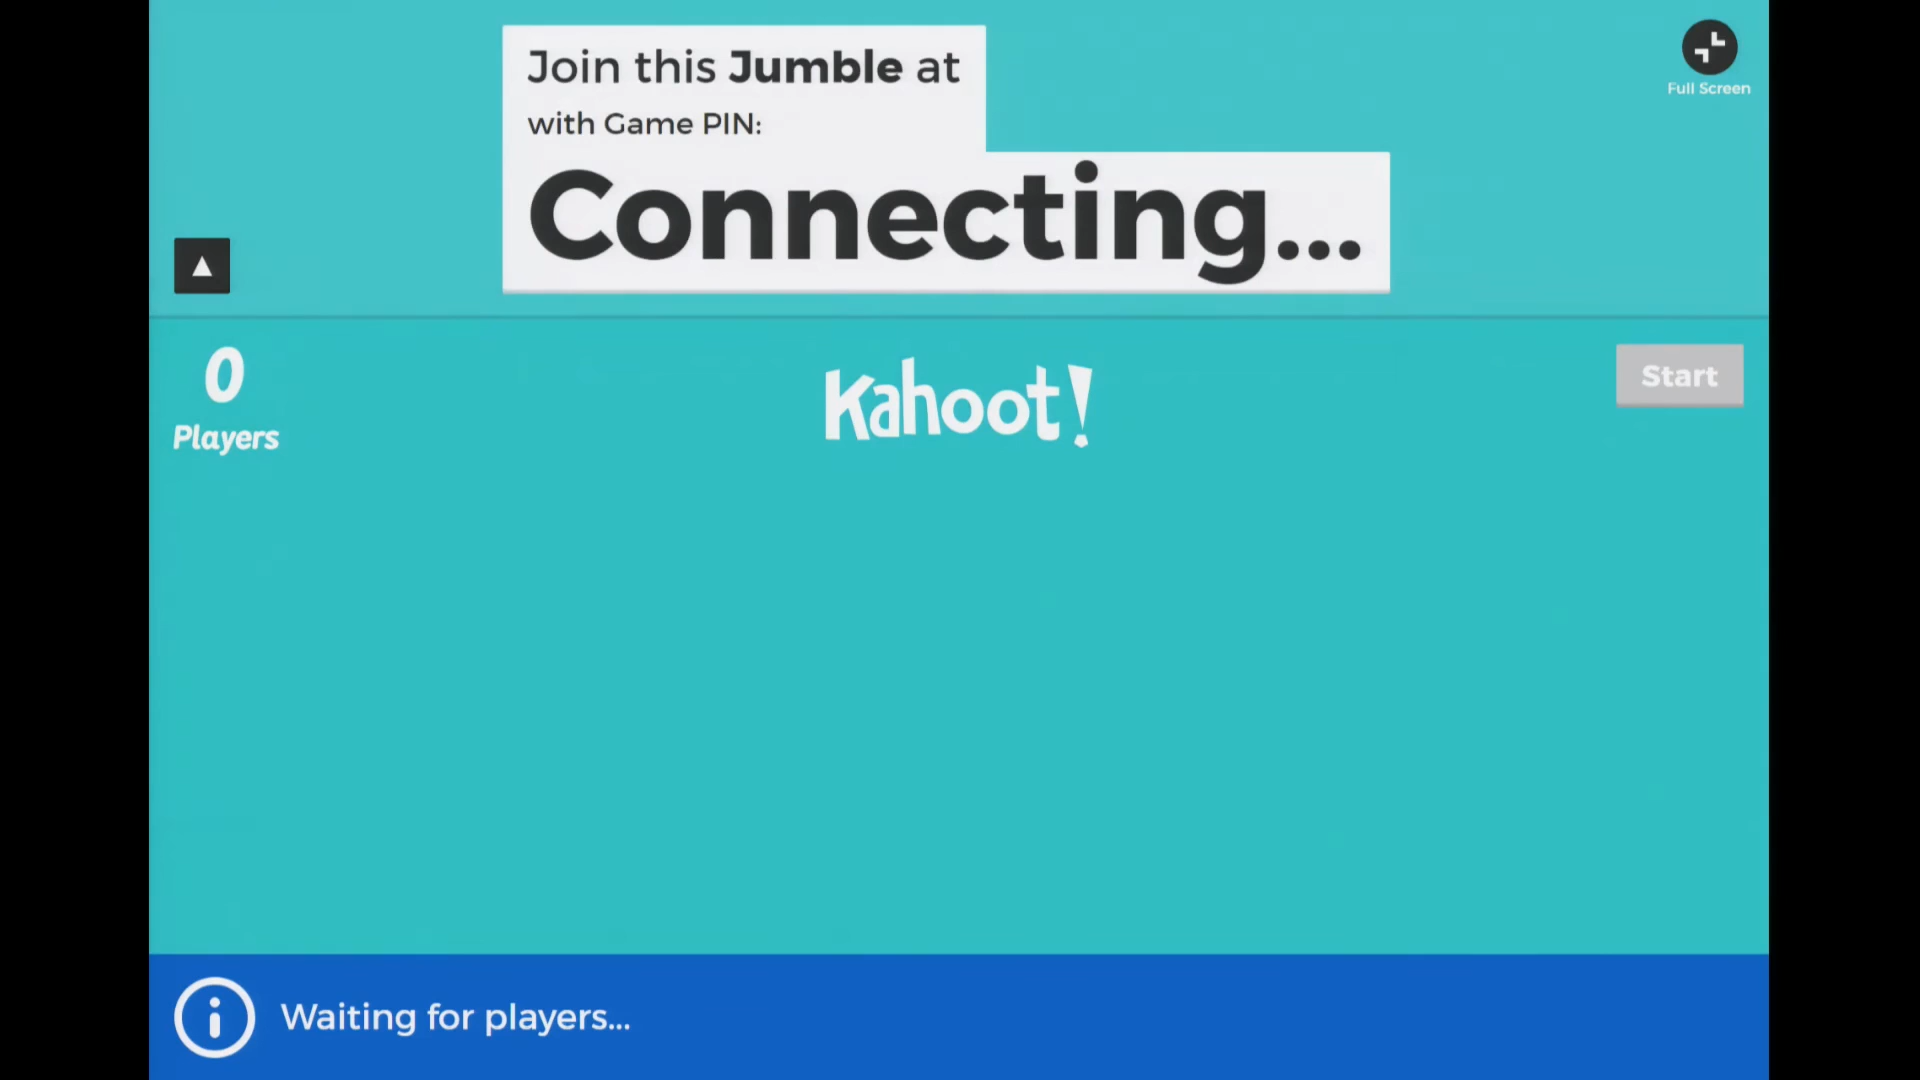 Join this Jumble at
with Game PIN:
Connecting...
Full Screen
▲
0
Players
Kahoot!
Start
Waiting for players...